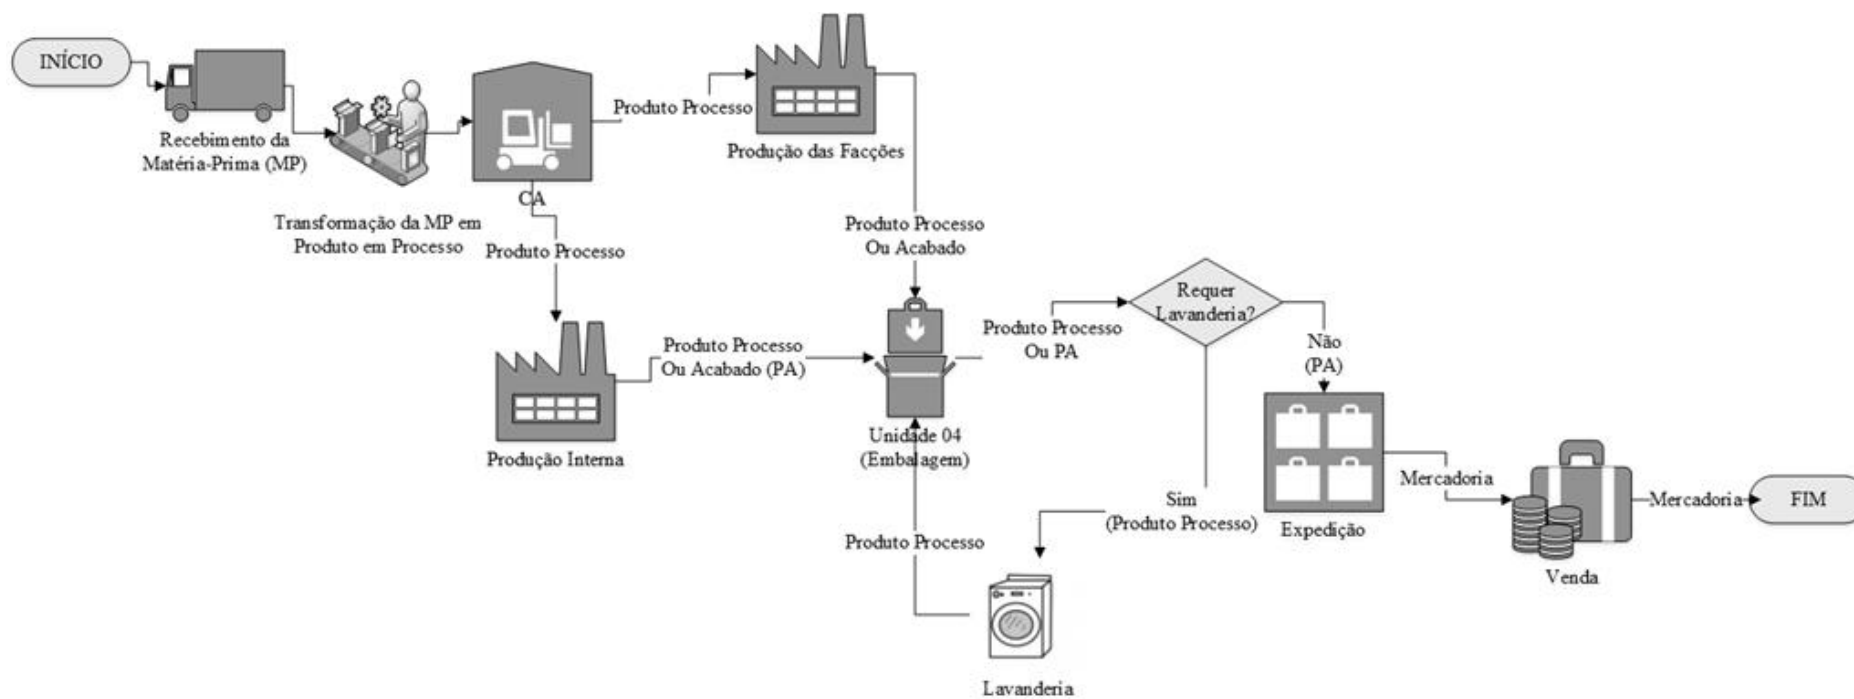 INÍCIO
Recebimento da
Matéria-Prima (MP)
Transformação da MP em
Produto em Processo
CA
Produto Processo
Produção das Facções
Produto Processo
Produção Interna
Produto Processo
Ou Acabado (PA)
Produto Processo
Ou Acabado
Unidade 04
(Embalagem)
Produto Processo
Ou PA
Requer
Lavanderia?
Sim
(Produto Processo)
Lavanderia
Produto Processo
Não
(PA)
Expedição
Mercadoria
Venda
Mercadoria
FIM